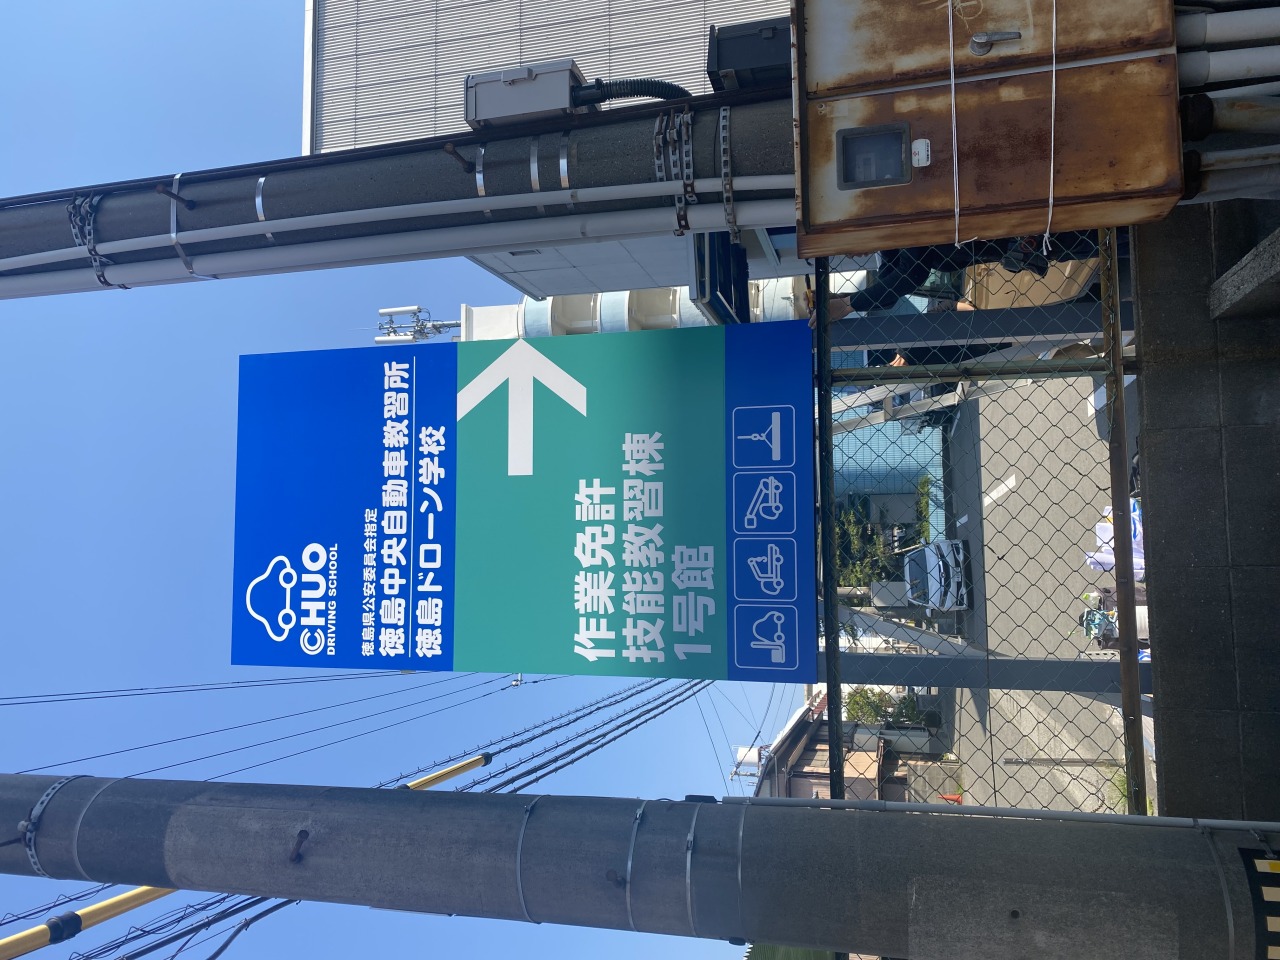 CHUO
DRIVING SCHOOL
徳島県公安委員会指定
徳島中央自動車教習所
徳島ドローン学校
作業免許
技能教習棟
1号館